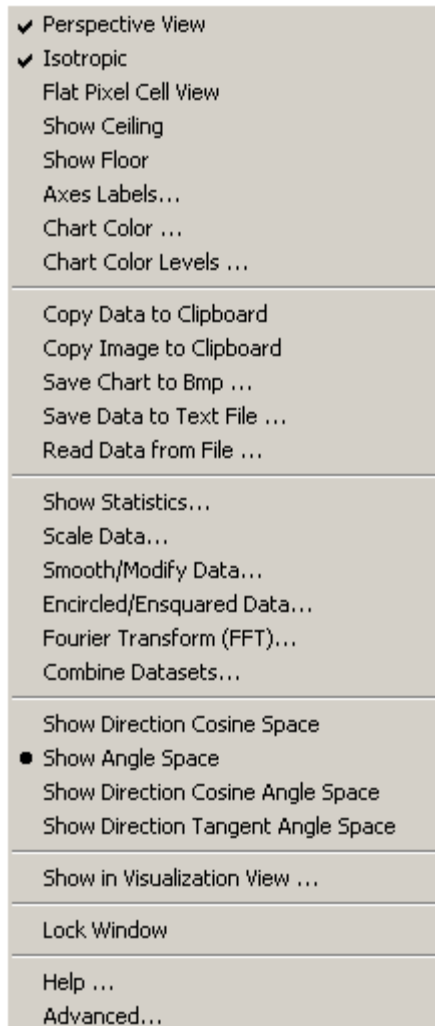 Perspective View
Isotropic
Flat Pixel Cell View
Show Ceiling
Show Floor
Axes Labels...
Chart Color ...
Chart Color Levels ...
Copy Data to Clipboard
Copy Image to Clipboard
Save Chart to Bmp ...
Save Data to Text File ...
Read Data from File ...
Show Statistics...
Scale Data...
Smooth/Modify Data...
Encircled/Ensquared Data...
Fourier Transform (FFT)...
Combine Datasets...
Show Direction Cosine Space
Show Angle Space
Show Direction Cosine Angle Space
Show Direction Tangent Angle Space
Show in Visualization View ...
Lock Window
Help ...
Advanced...